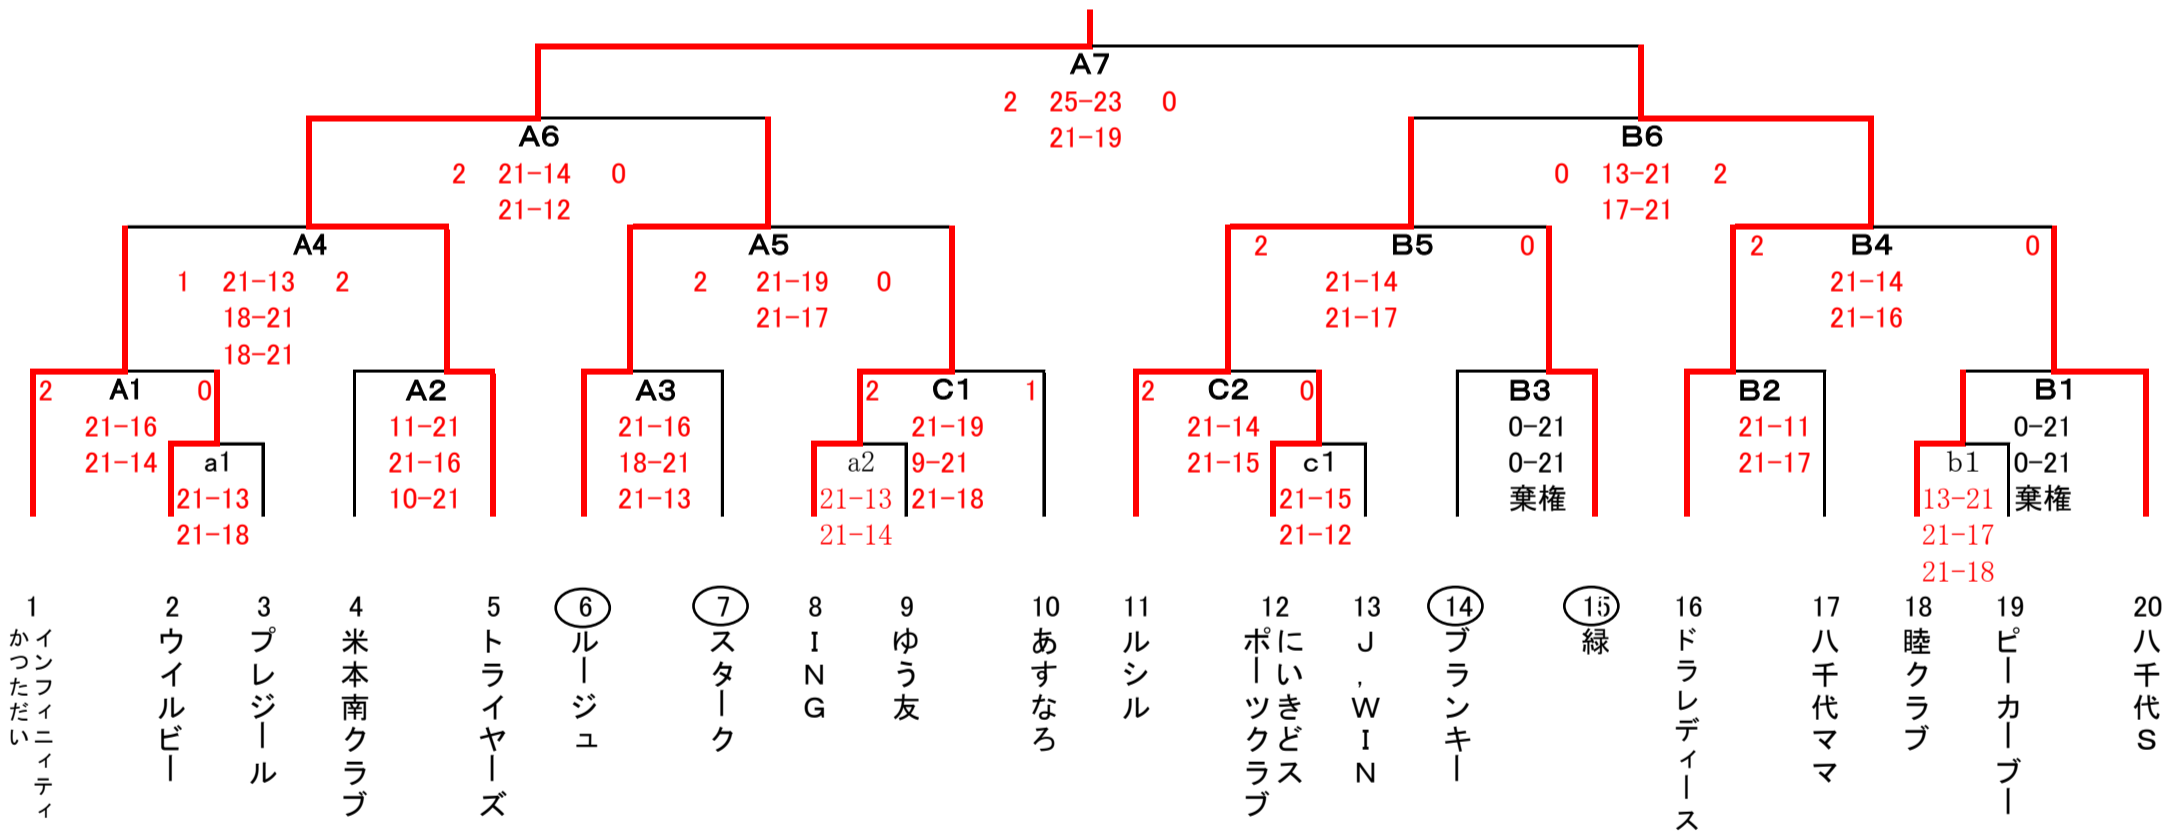 A7
2 25-23 0
21-19
A6
B6
2 21-14 0
0 13-21 2
21-12
17-21
A4
A5
2 B5 0
2 B4 0
1 21-13 2
2 21-19 0
21-14
21-14
18-21
21-17
21-17
21-16
18-21
2 A1 0
A2
A3
2 C1 1
2 C2 0
B3
B2
B1
21-16
11-21
21-16
21-19
21-14
0-21
21-11
0-21
21-14
a1
21-16
18-21
a2
9-21
21-15
c1
0-21
21-17
b1
0-21
21-13
10-21
21-13
21-13
21-18
21-15
棄権
13-21
棄権
21-18
21-14
21-12
21-17
21-18
1
インフィニィティ
かつただい
2
ウイルビー
3
プレジール
4
米本南クラブ
5
トライヤーズ
6
ルージュ
7
スターク
8
ING
9
ゆう友
10
あすなろ
11
ルシル
12
にいきどス
ポーツクラブ
13
J,WIN
14
ブランキー
15
緑
16
ドラレディース
17
八千代ママ
18
睦クラブ
19
ピーカーブー
20
八千代S